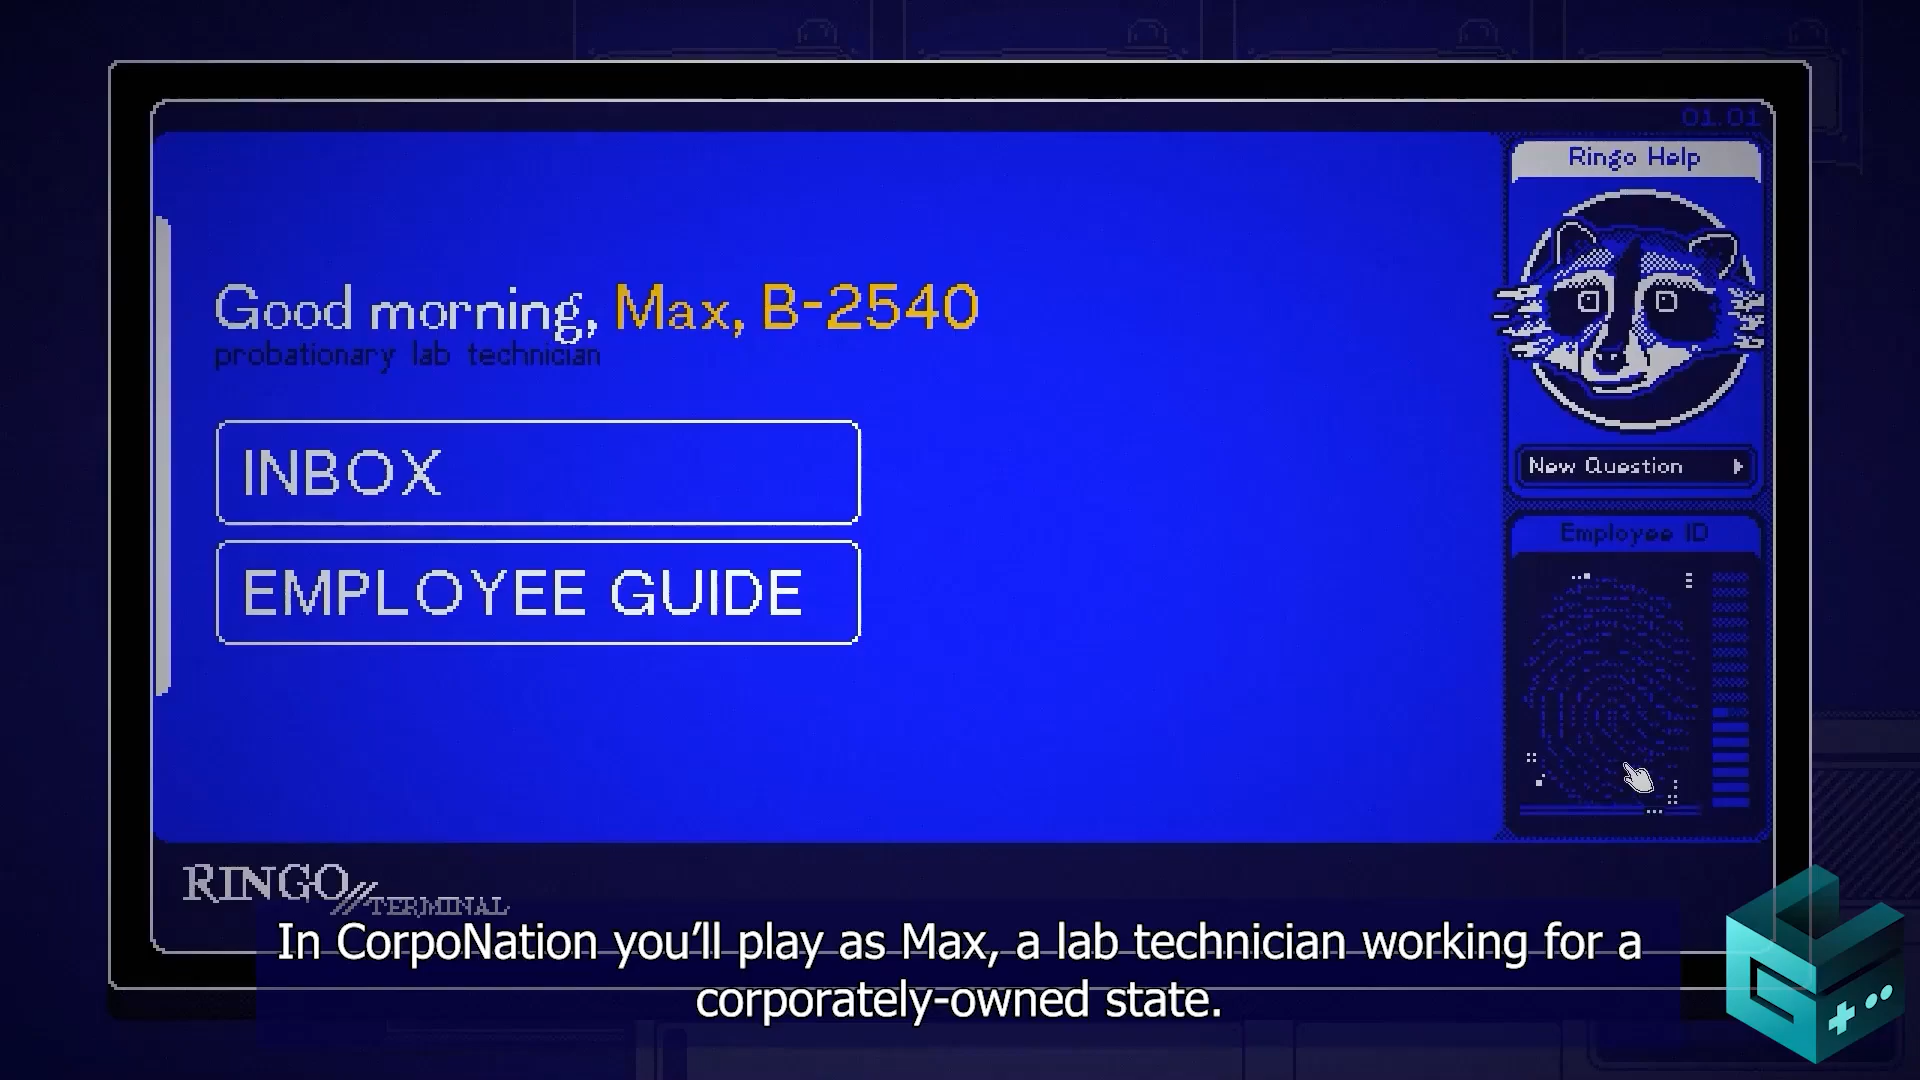 01.01
Ringo Help
Good morning, Max, B-2540
probationary lab technician
INBOX
New Question
Employee ID
EMPLOYEE GUIDE
RINGO//TERMINAL
In CorpoNation you’ll play as Max, a lab technician working for a
corporately-owned state.